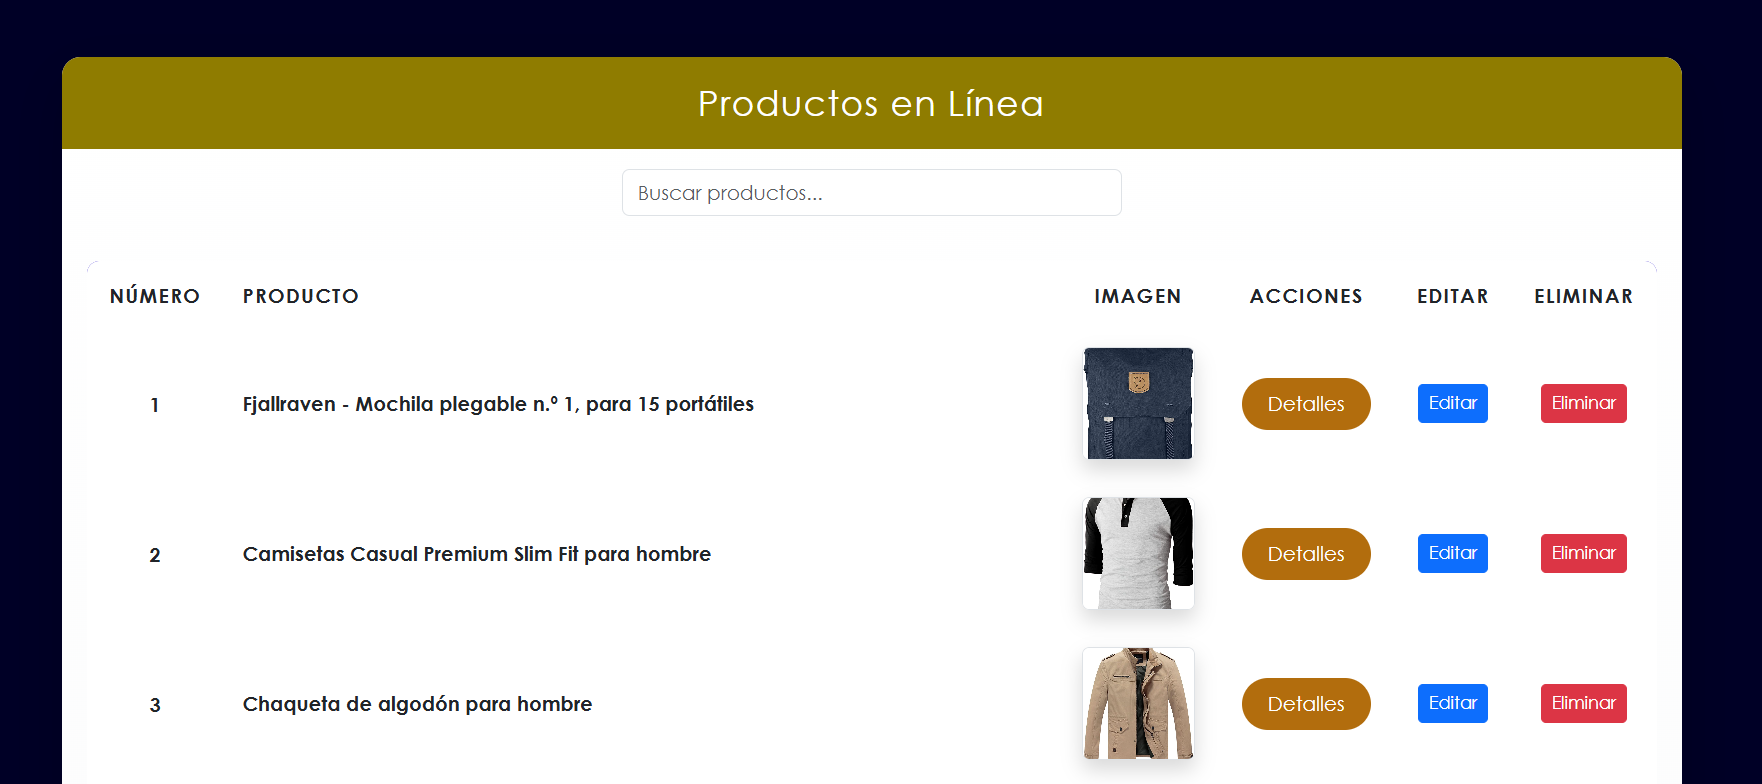 Productos en Línea
Buscar productos...
NÚMERO PRODUCTO IMAGEN ACCIONES EDITAR ELIMINAR
1 Fjallraven - Mochila plegable n.º 1, para 15 portátiles Detalles Editar Eliminar
2 Camisetas Casual Premium Slim Fit para hombre Detalles Editar Eliminar
3 Chaqueta de algodón para hombre Detalles Editar Eliminar